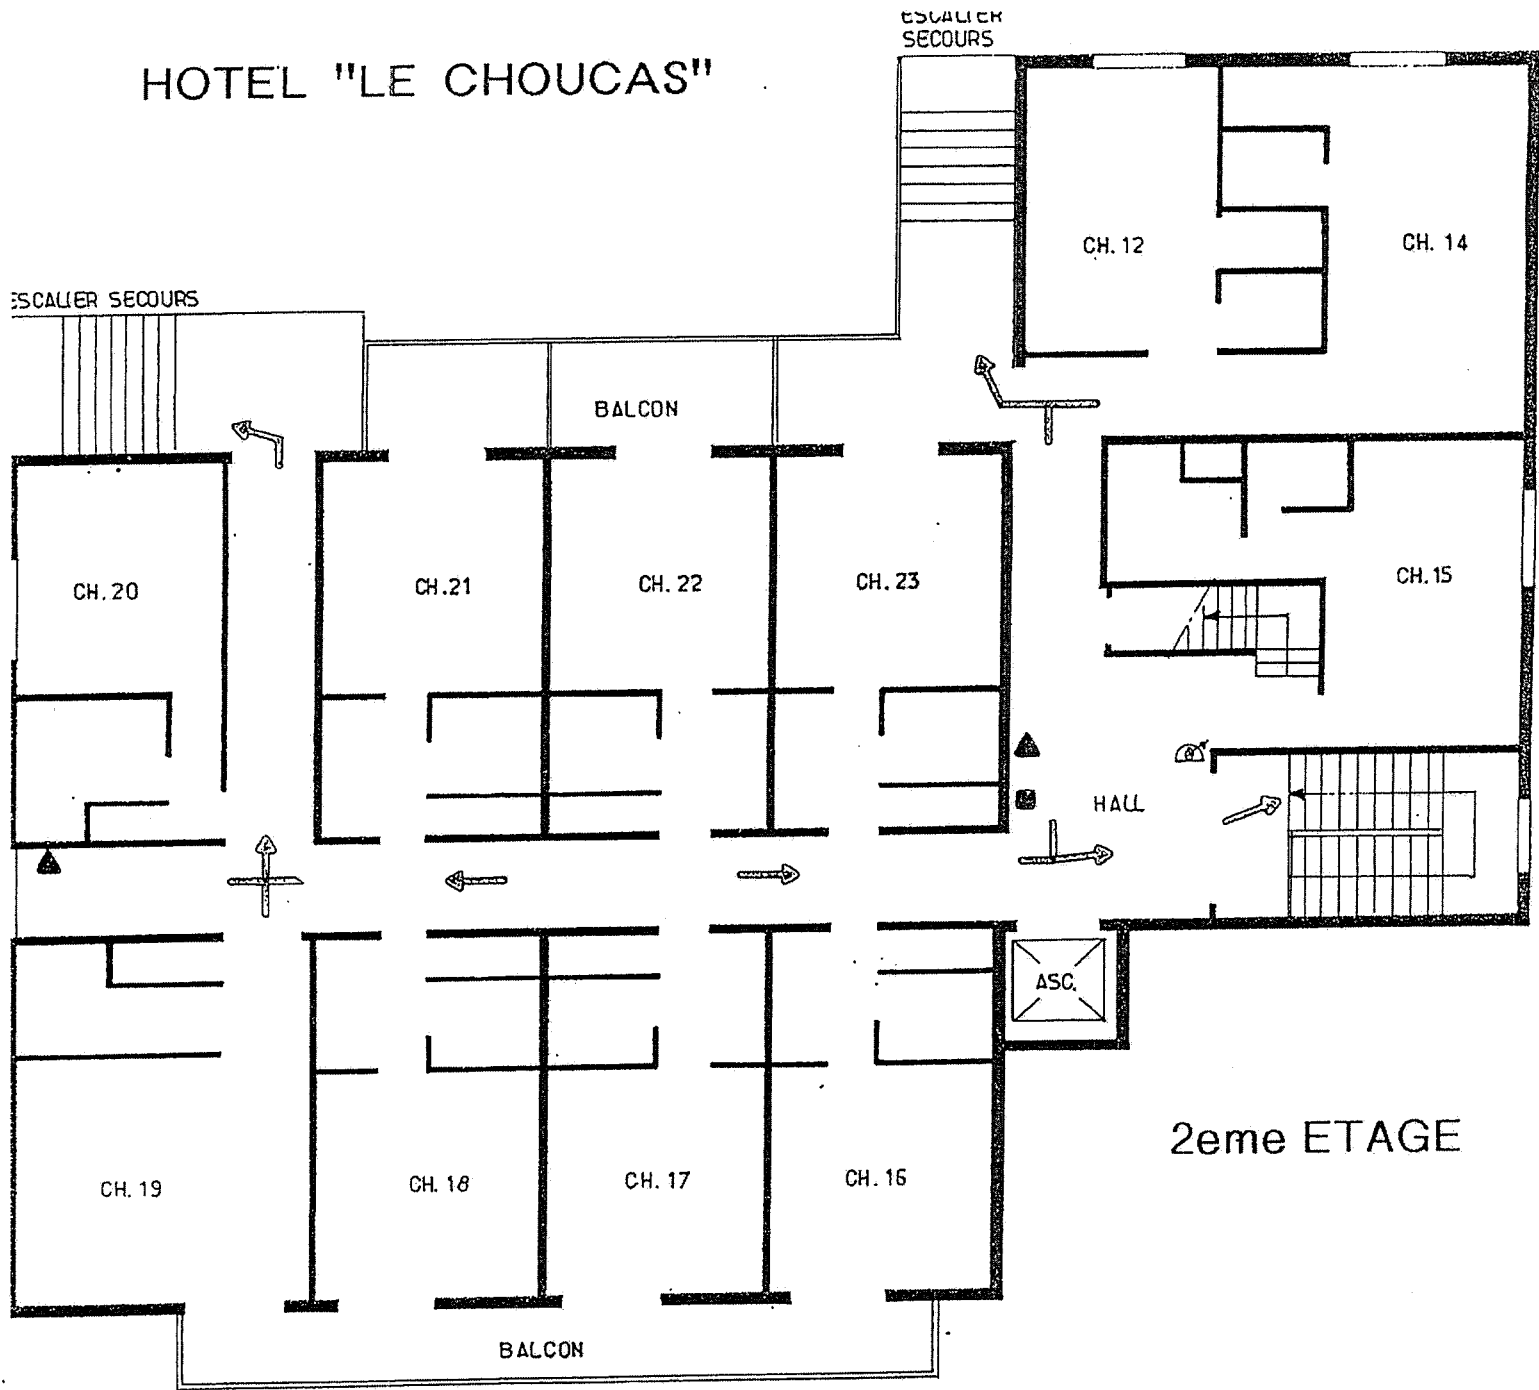 ESCALIER
SECOURS
HOTEL "LE CHOUCAS"
CH. 12
CH. 14
ESCALIER SECOURS
BALCON
CH. 20
CH. 21
CH. 22
CH. 23
CH. 15
HALL
ASC.
2eme ETAGE
CH. 19
CH. 18
CH. 17
CH. 16
BALCON